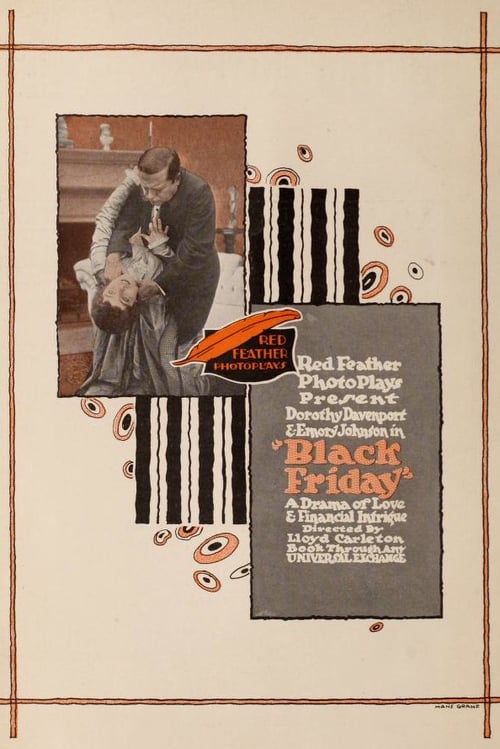 RED
FEATHER
PHOTOPLAYS
Red Feather
PhotoPlays
Present
Dorothy Davenport
& Emory Johnson in
"Black
Friday"
A Drama of Love
& Financial Intrigue
Directed By
Lloyd Carleton
Book Through Any
UNIVERSAL EXCHANGE